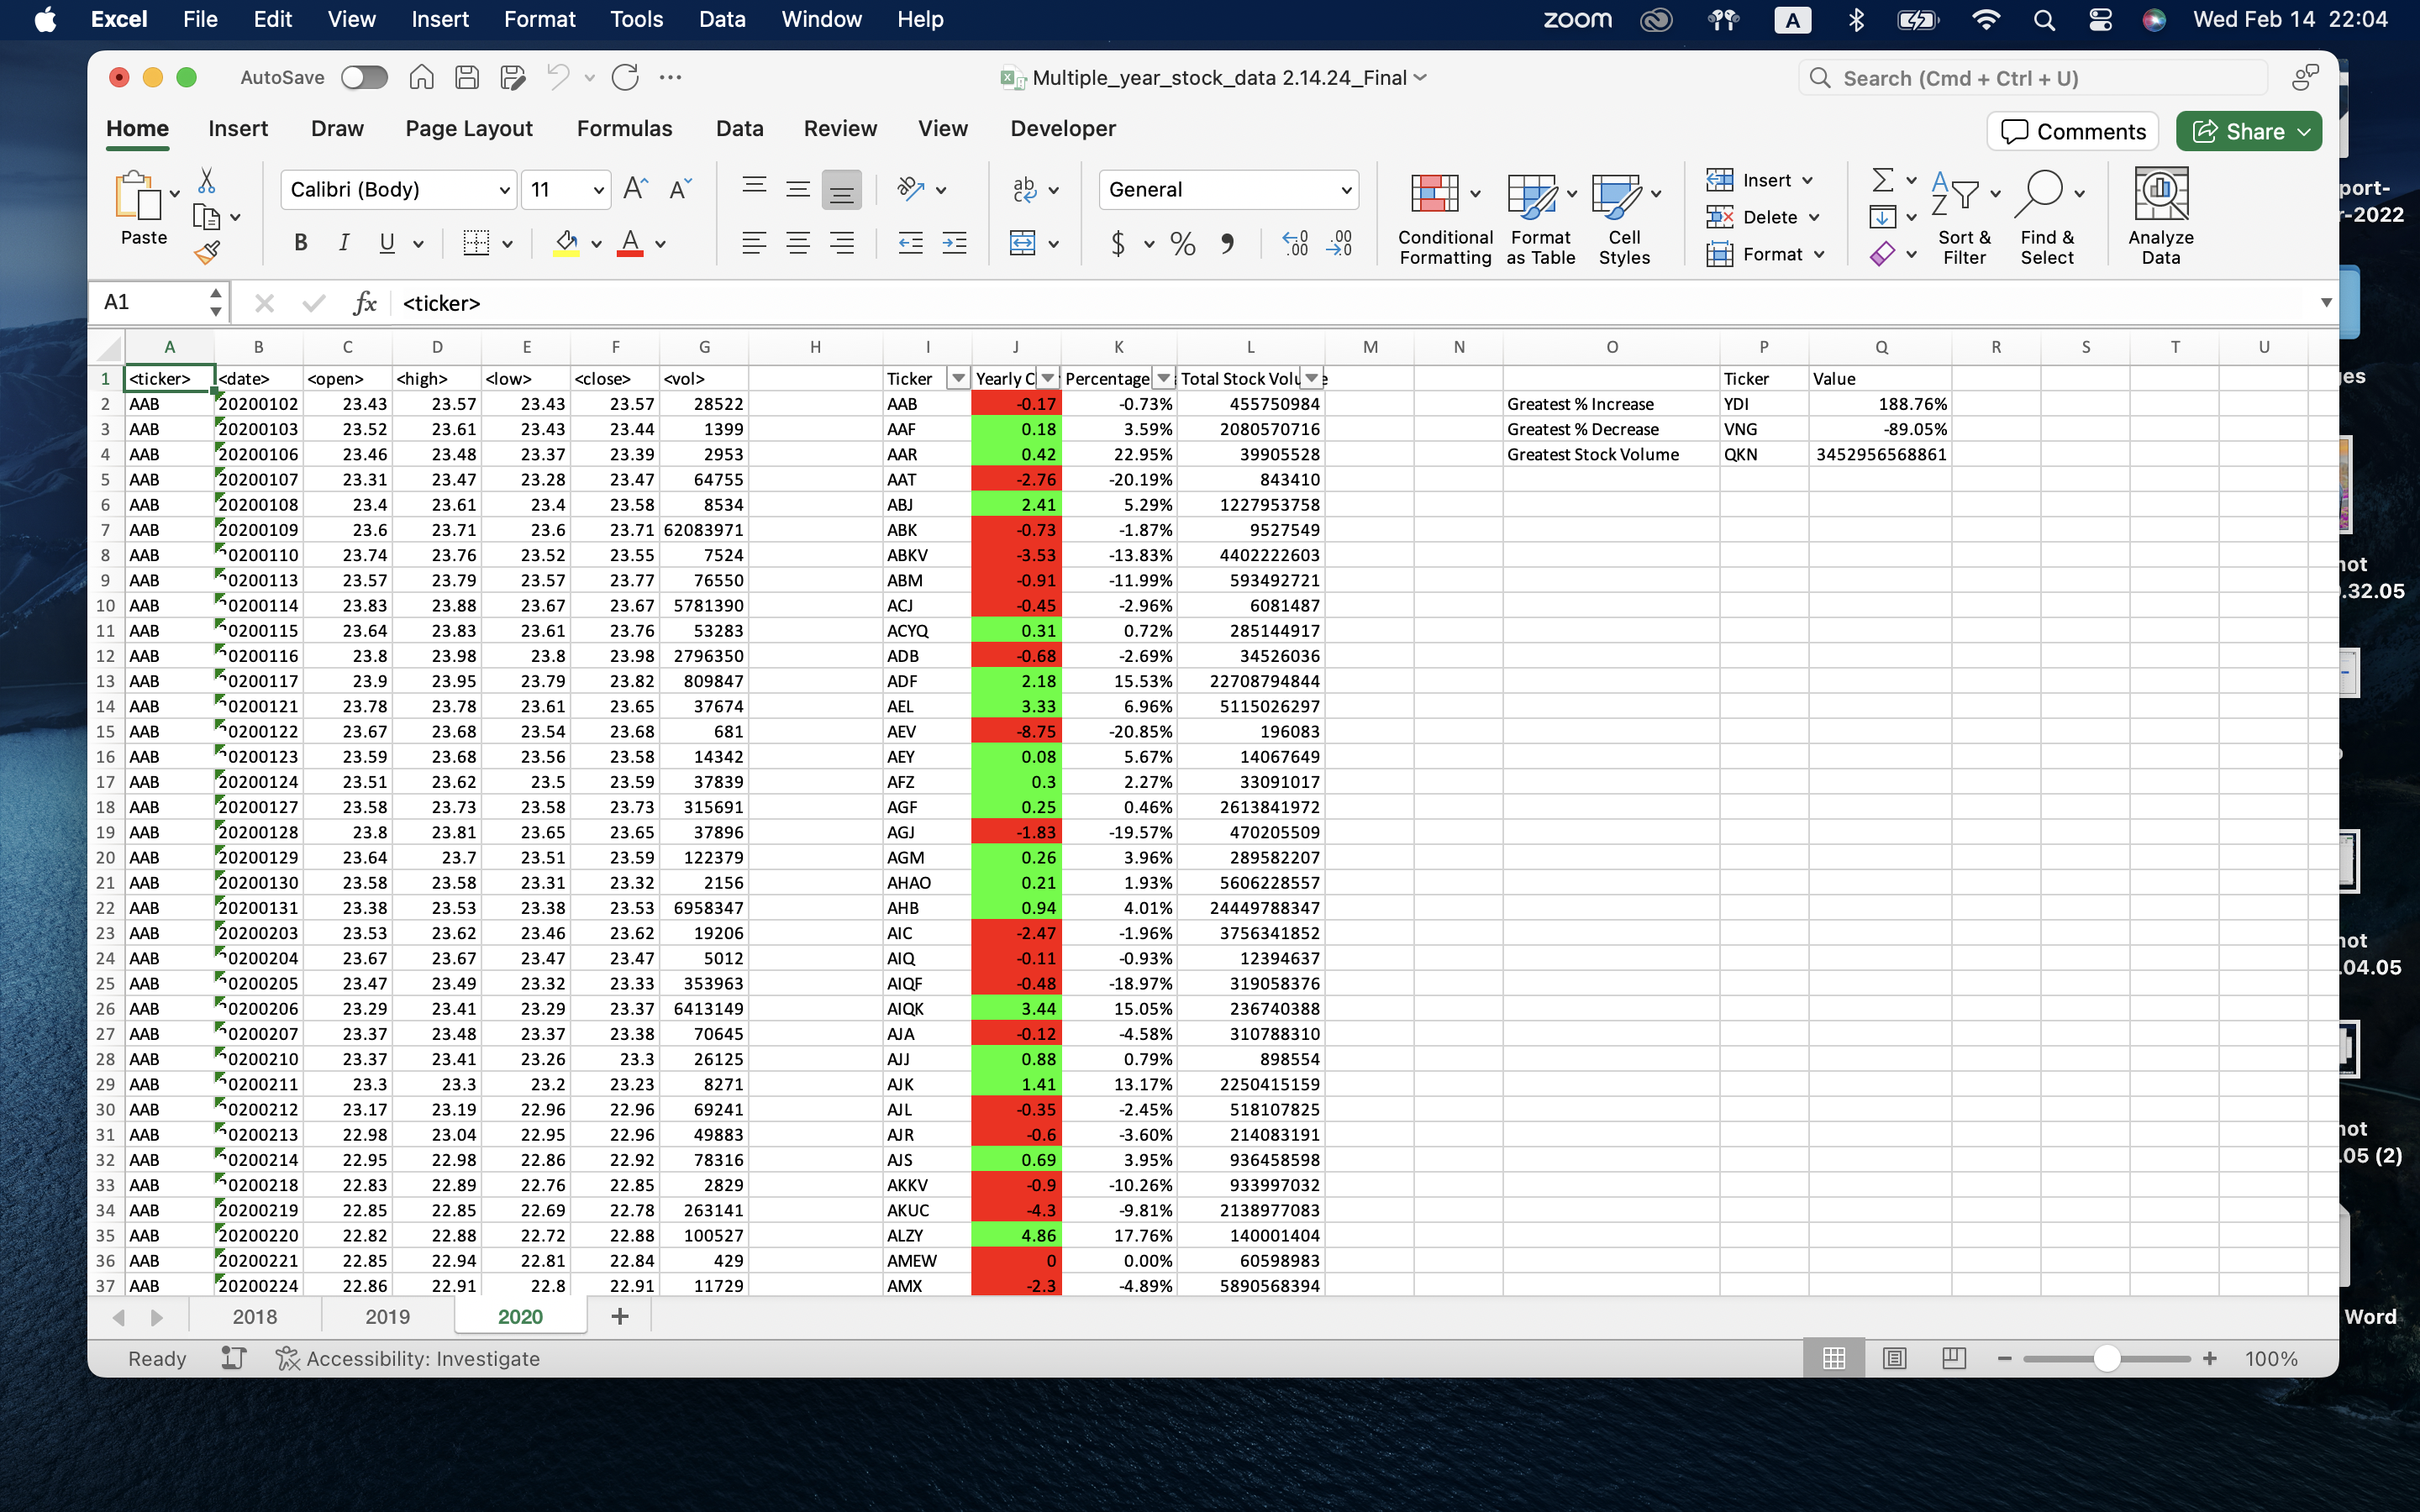 Excel File Edit View Insert Format Tools Data Window Help zoom A Wed Feb 14 22:04
AutoSave Multiple_year_stock_data 2.14.24_Final Search (Cmd + Ctrl + U)
Home Insert Draw Page Layout Formulas Data Review View Developer Comments Share
Calibri (Body) 11 General Insert
Paste Delete
B I U $ % Conditional Formatting Format as Table Cell Styles Format Sort & Filter Find & Select Analyze Data
A1 fx <ticker>
A B C D E F G H I J K L M N O P Q R S T U
1 <ticker> <date> <open> <high> <low> <close> <vol> Ticker Yearly C Percentage Total Stock Volu e Ticker Value
2 AAB 20200102 23.43 23.57 23.43 23.57 28522 AAB -0.17 -0.73% 455750984 Greatest % Increase YDI 188.76%
3 AAB 20200103 23.52 23.61 23.43 23.44 1399 AAF 0.18 3.59% 2080570716 Greatest % Decrease VNG -89.05%
4 AAB 20200106 23.46 23.48 23.37 23.39 2953 AAR 0.42 22.95% 39905528 Greatest Stock Volume QKN 3452956568861
5 AAB 20200107 23.31 23.47 23.28 23.47 64755 AAT -2.76 -20.19% 843410
6 AAB 20200108 23.4 23.61 23.4 23.58 8534 ABJ 2.41 5.29% 1227953758
7 AAB 20200109 23.6 23.71 23.6 23.71 62083971 ABK -0.73 -1.87% 9527549
8 AAB 20200110 23.74 23.76 23.52 23.55 7524 ABKV -3.53 -13.83% 4402222603
9 AAB 20200113 23.57 23.79 23.57 23.77 76550 ABM -0.91 -11.99% 593492721
10 AAB 20200114 23.83 23.88 23.67 23.67 5781390 ACJ -0.45 -2.96% 6081487
11 AAB 20200115 23.64 23.83 23.61 23.76 53283 ACYQ 0.31 0.72% 285144917
12 AAB 20200116 23.8 23.98 23.8 23.98 2796350 ADB -0.68 -2.69% 34526036
13 AAB 20200117 23.9 23.95 23.79 23.82 809847 ADF 2.18 15.53% 22708794844
14 AAB 20200121 23.78 23.78 23.61 23.65 37674 AEL 3.33 6.96% 5115026297
15 AAB 20200122 23.67 23.68 23.54 23.68 681 AEV -8.75 -20.85% 196083
16 AAB 20200123 23.59 23.68 23.56 23.58 14342 AEY 0.08 5.67% 14067649
17 AAB 20200124 23.51 23.62 23.5 23.59 37839 AFZ 0.3 2.27% 33091017
18 AAB 20200127 23.58 23.73 23.58 23.73 315691 AGF 0.25 0.46% 2613841972
19 AAB 20200128 23.8 23.81 23.65 23.65 37896 AGJ -1.83 -19.57% 470205509
20 AAB 20200129 23.64 23.7 23.51 23.59 122379 AGM 0.26 3.96% 289582207
21 AAB 20200130 23.58 23.58 23.31 23.32 2156 AHAO 0.21 1.93% 5606228557
22 AAB 20200131 23.38 23.53 23.38 23.53 6958347 AHB 0.94 4.01% 24449788347
23 AAB 20200203 23.53 23.62 23.46 23.62 19206 AIC -2.47 -1.96% 3756341852
24 AAB 20200204 23.67 23.67 23.47 23.47 5012 AIQ -0.11 -0.93% 12394637
25 AAB 20200205 23.47 23.49 23.32 23.33 353963 AIQF -0.48 -18.97% 319058376
26 AAB 20200206 23.29 23.41 23.29 23.37 6413149 AIQK 3.44 15.05% 236740388
27 AAB 20200207 23.37 23.48 23.37 23.38 70645 AJA -0.12 -4.58% 310788310
28 AAB 20200210 23.37 23.41 23.26 23.3 26125 AJJ 0.88 0.79% 898554
29 AAB 20200211 23.3 23.3 23.2 23.23 8271 AJK 1.41 13.17% 2250415159
30 AAB 20200212 23.17 23.19 22.96 22.96 69241 AJL -0.35 -2.45% 518107825
31 AAB 20200213 22.98 23.04 22.95 22.96 49883 AJR -0.6 -3.60% 214083191
32 AAB 20200214 22.95 22.98 22.86 22.92 78316 AJS 0.69 3.95% 936458598
33 AAB 20200218 22.83 22.89 22.76 22.85 2829 AKKV -0.9 -10.26% 933997032
34 AAB 20200219 22.85 22.85 22.69 22.78 263141 AKUC -4.3 -9.81% 2138977083
35 AAB 20200220 22.82 22.88 22.72 22.88 100527 ALZY 4.86 17.76% 140001404
36 AAB 20200221 22.85 22.94 22.81 22.84 429 AMEW 0 0.00% 60598983
37 AAB 20200224 22.86 22.91 22.8 22.91 11729 AMX -2.3 -4.89% 5890568394
2018 2019 2020 +
Ready Accessibility: Investigate 100%
port-
r-2022
ges
not
.32.05
not
.04.05
not
.05 (2)
Word